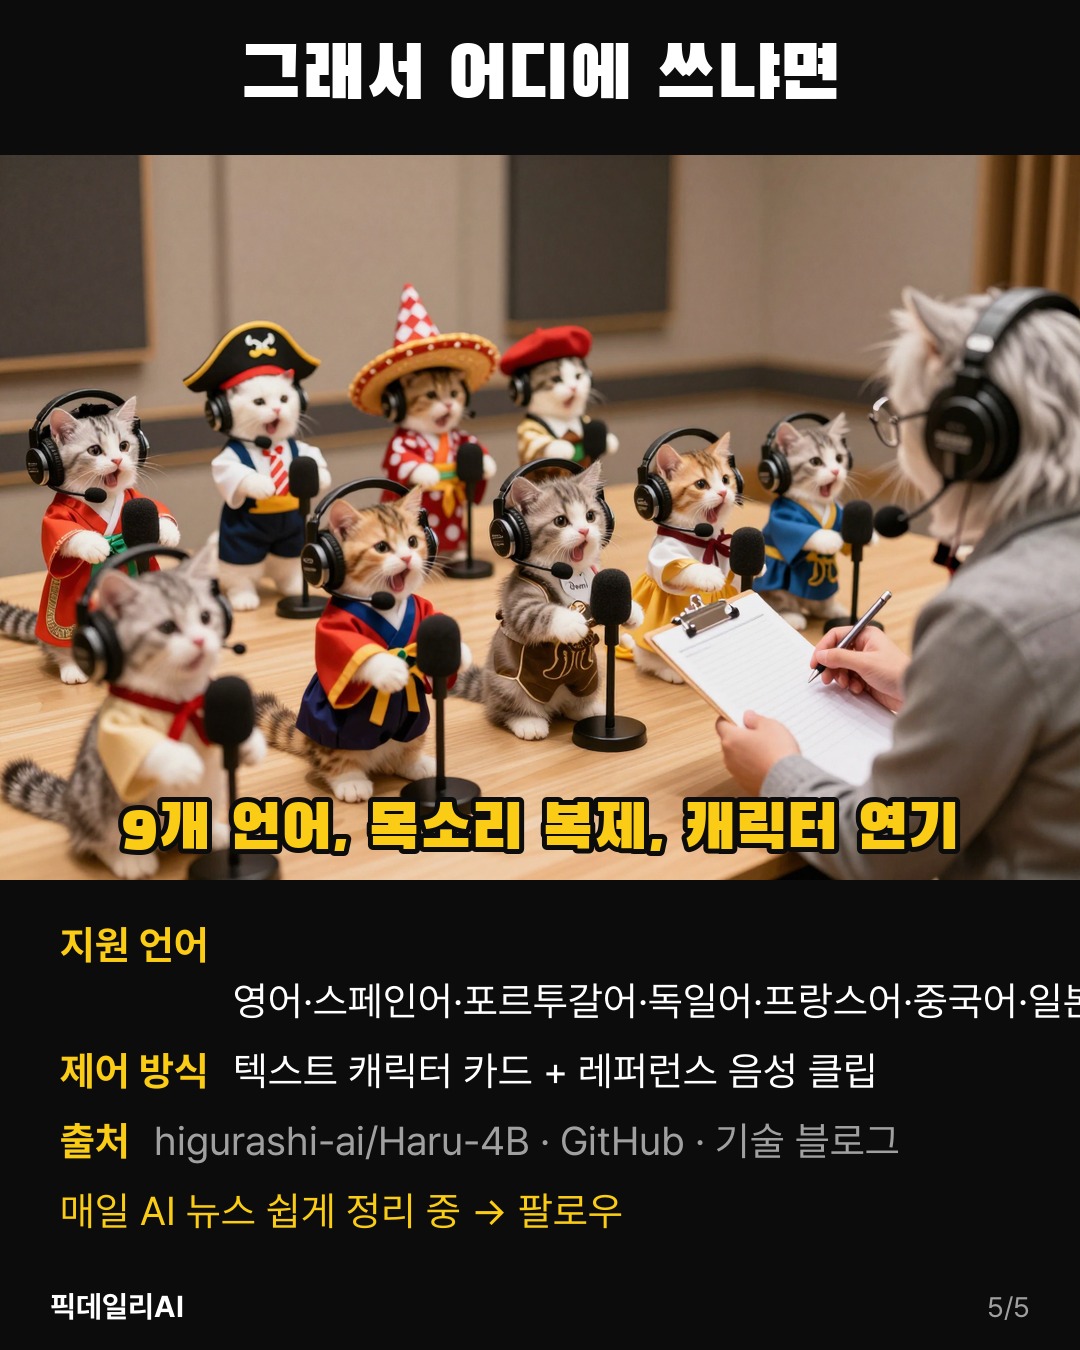 그래서 어디에 쓰냐면
9개 언어, 목소리 복제, 캐릭터 연기
지원 언어
영어·스페인어·포르투갈어·독일어·프랑스어·중국어·일본
제어 방식 텍스트 캐릭터 카드 + 레퍼런스 음성 클립
출처 higurashi-ai/Haru-4B · GitHub · 기술 블로그
매일 AI 뉴스 쉽게 정리 중 → 팔로우
픽데일리AI
5/5